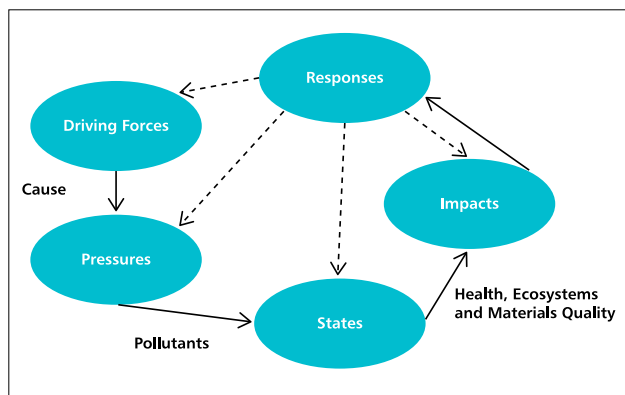 Responses
Driving Forces
Cause
Impacts
Pressures
Health, Ecosystems
and Materials Quality
States
Pollutants